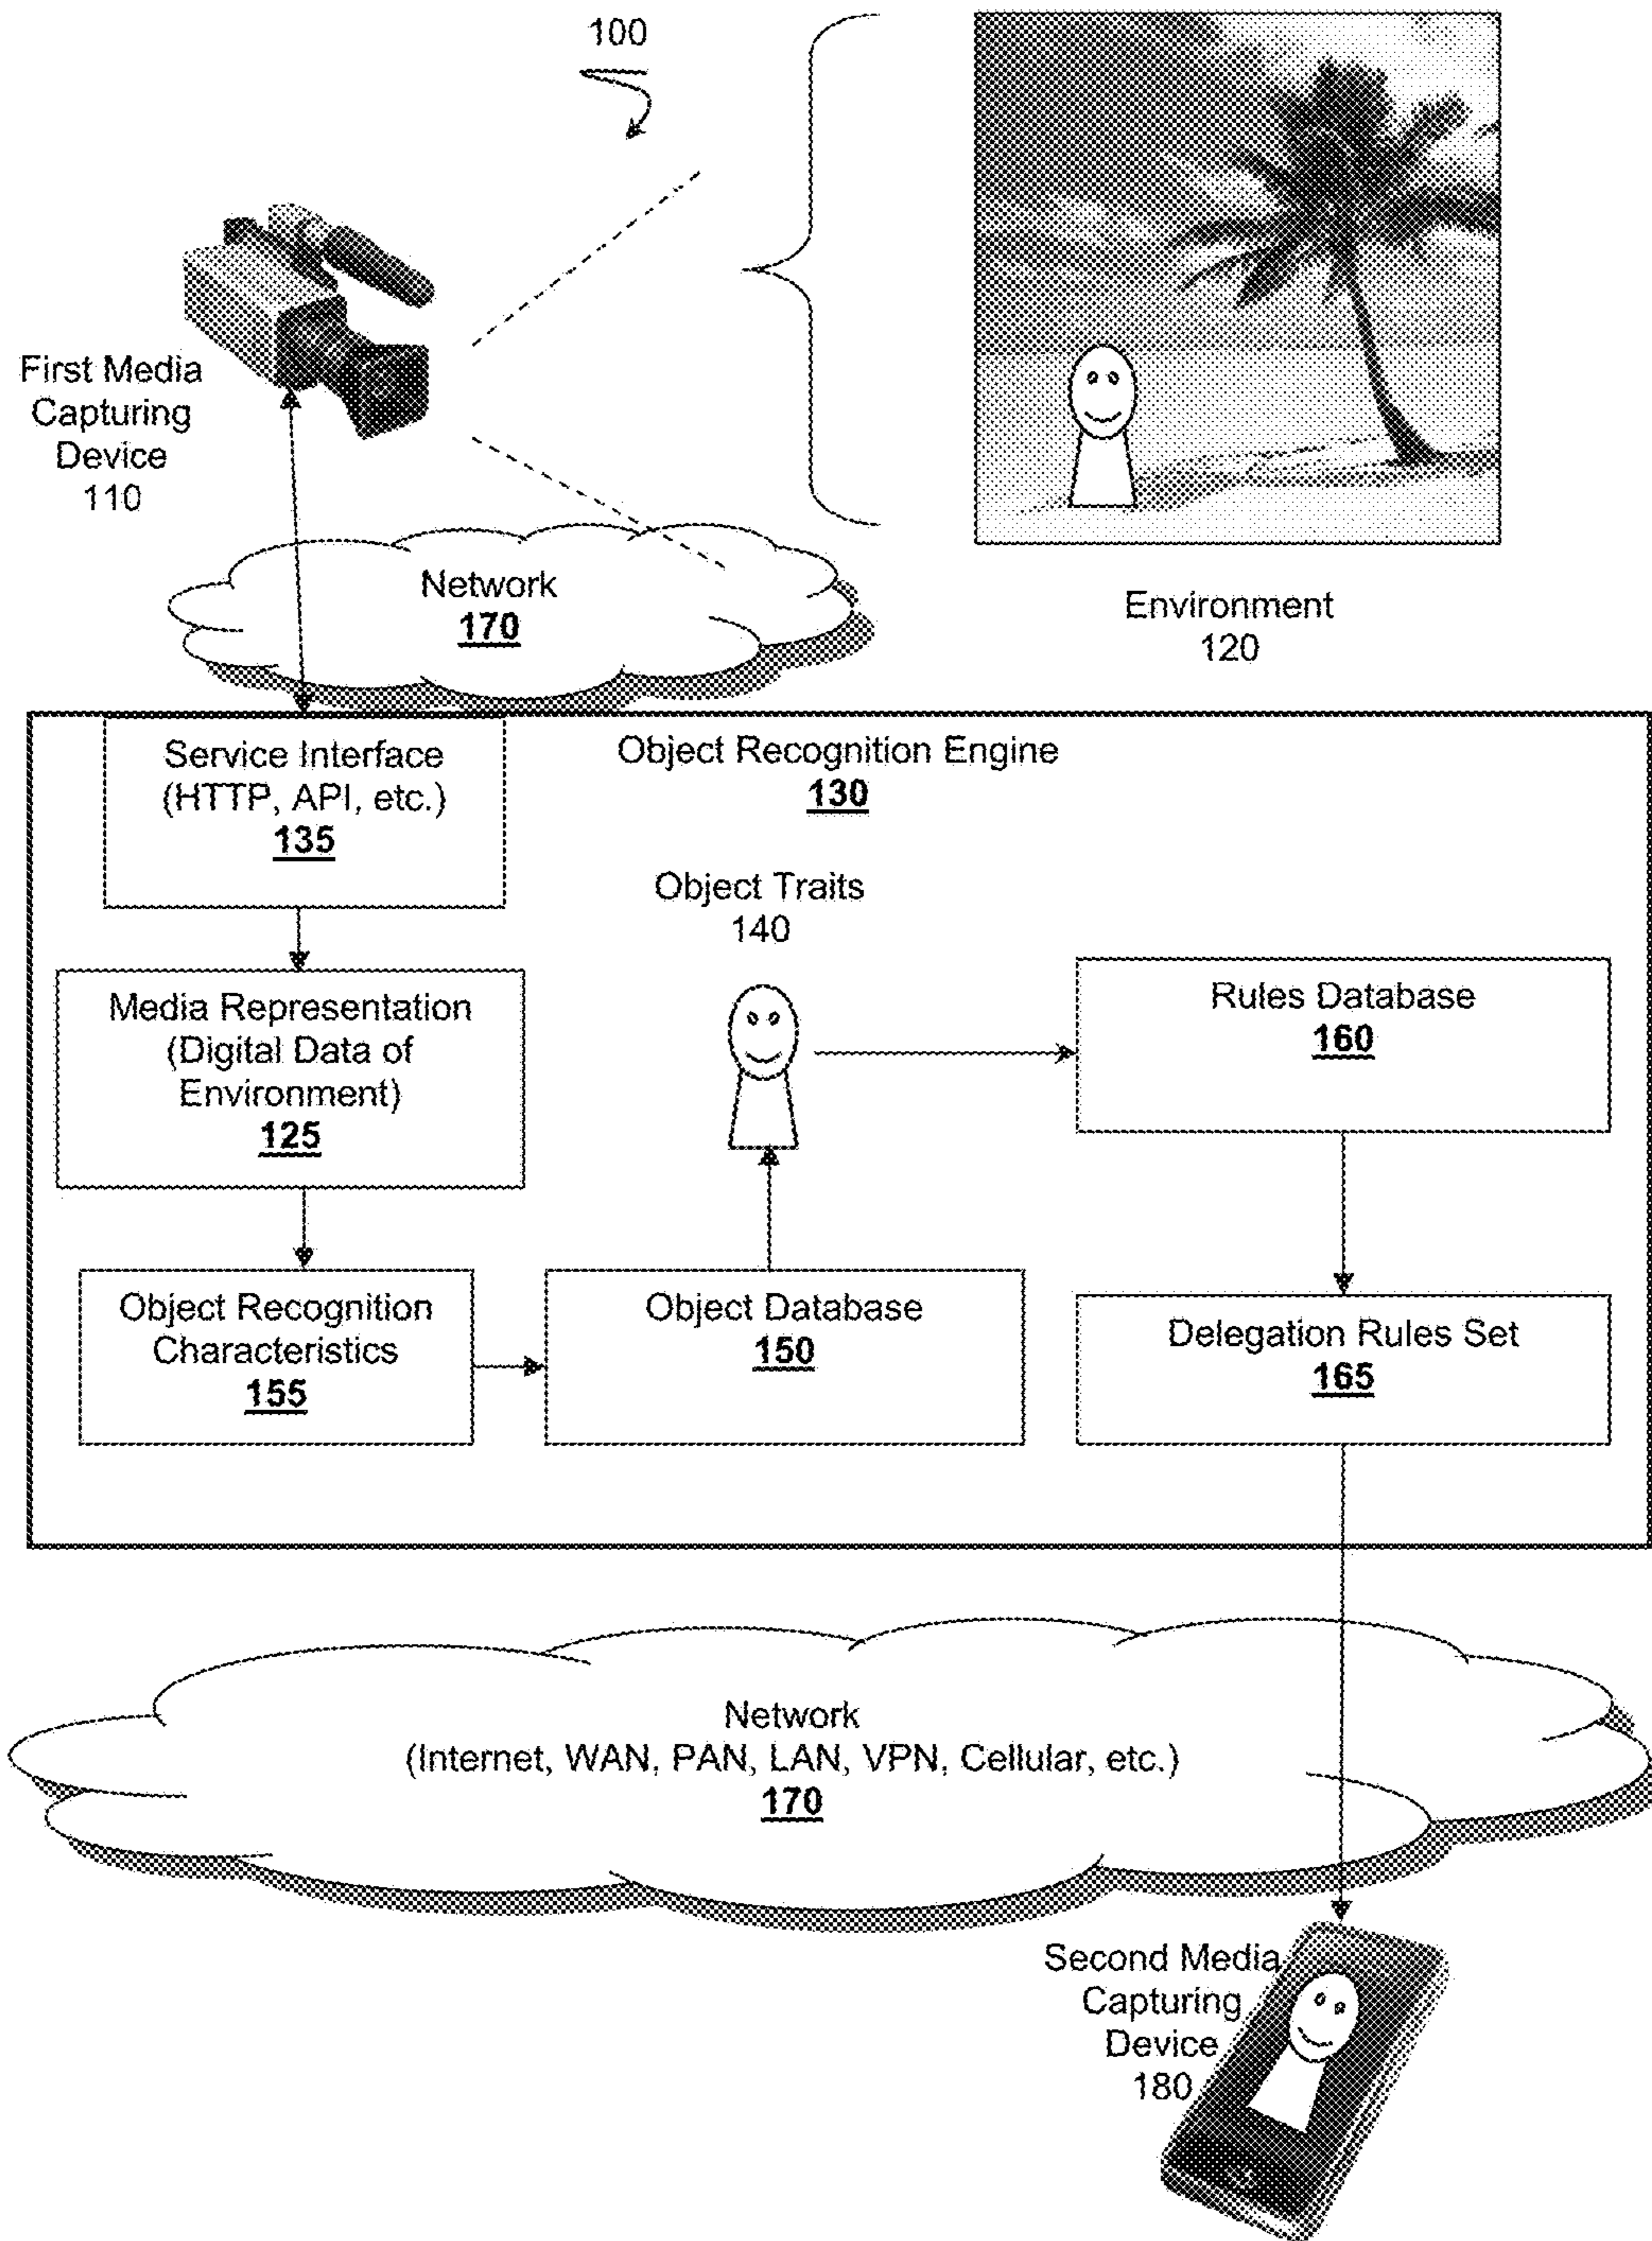 100
First Media
Capturing
Device
110
Network
170
Environment
120
Object Recognition Engine
130
Service Interface
(HTTP, API, etc.)
135
Object Traits
140
Media Representation
(Digital Data of
Environment)
125
Rules Database
160
Object Recognition
Characteristics
155
Object Database
150
Delegation Rules Set
165
Network
(Internet, WAN, PAN, LAN, VPN, Cellular, etc.)
170
Second Media
Capturing
Device
180